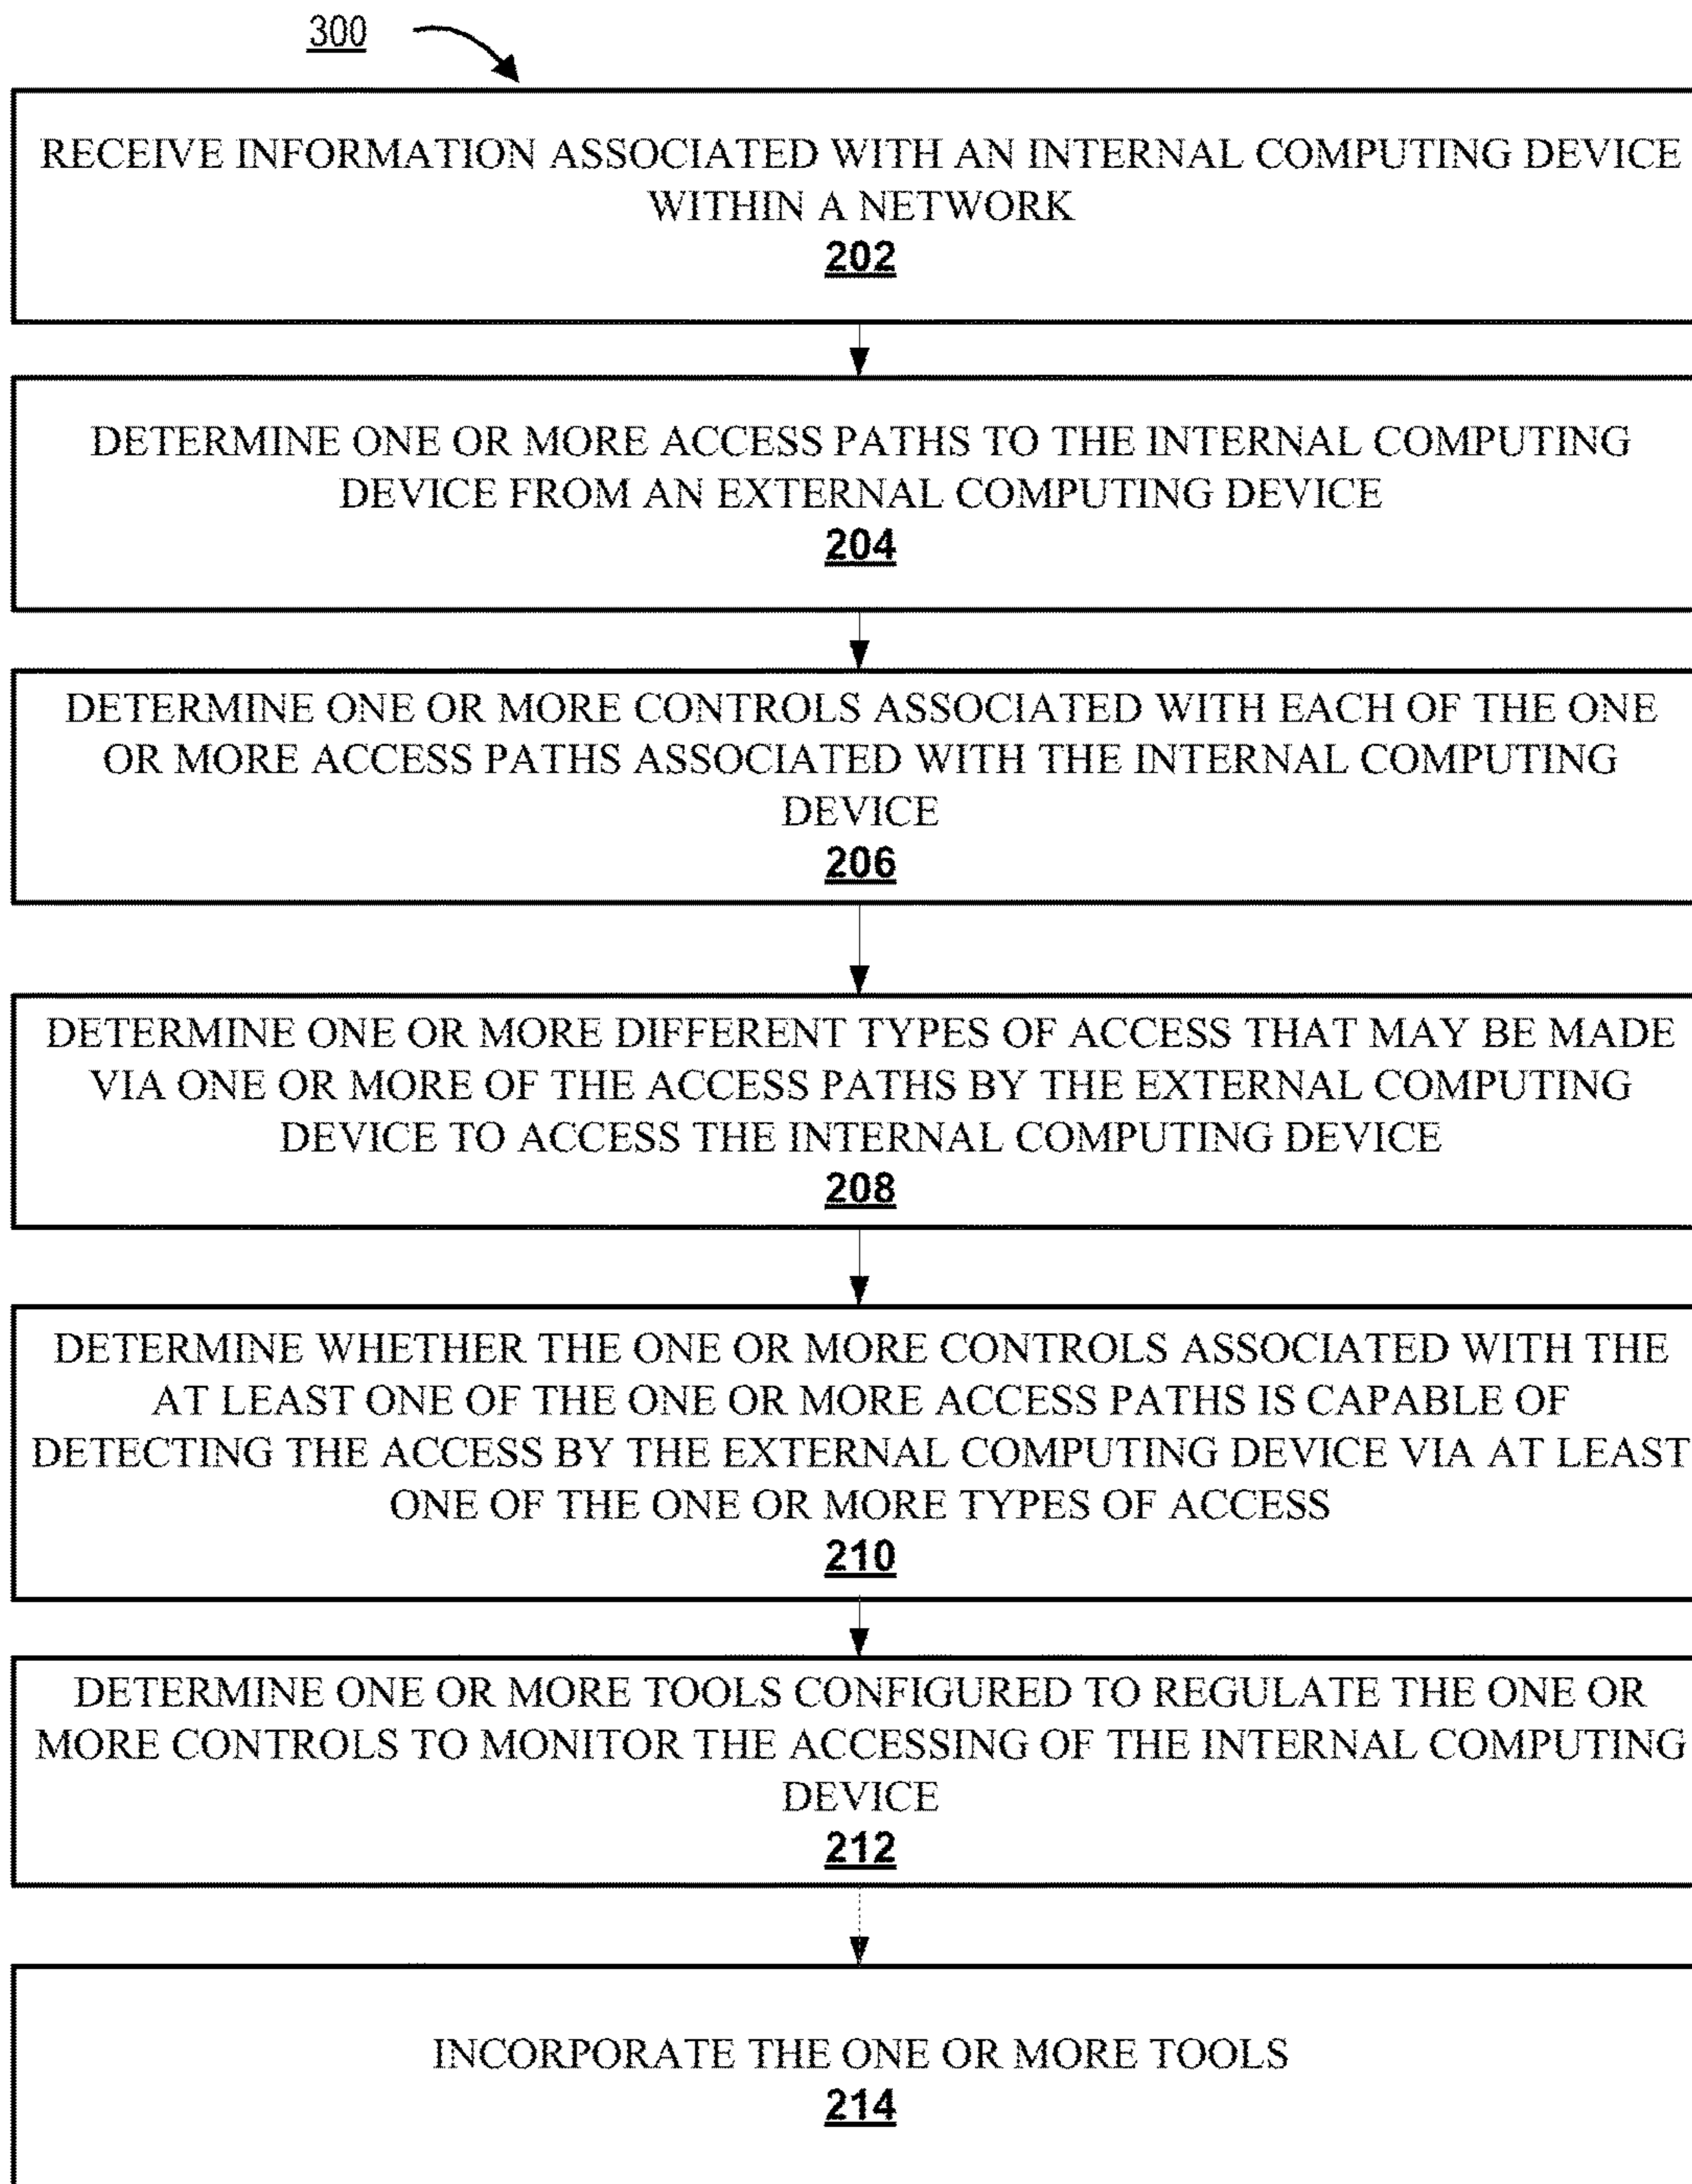 300
RECEIVE INFORMATION ASSOCIATED WITH AN INTERNAL COMPUTING DEVICE
WITHIN A NETWORK
202
DETERMINE ONE OR MORE ACCESS PATHS TO THE INTERNAL COMPUTING
DEVICE FROM AN EXTERNAL COMPUTING DEVICE
204
DETERMINE ONE OR MORE CONTROLS ASSOCIATED WITH EACH OF THE ONE
OR MORE ACCESS PATHS ASSOCIATED WITH THE INTERNAL COMPUTING
DEVICE
206
DETERMINE ONE OR MORE DIFFERENT TYPES OF ACCESS THAT MAY BE MADE
VIA ONE OR MORE OF THE ACCESS PATHS BY THE EXTERNAL COMPUTING
DEVICE TO ACCESS THE INTERNAL COMPUTING DEVICE
208
DETERMINE WHETHER THE ONE OR MORE CONTROLS ASSOCIATED WITH THE
AT LEAST ONE OF THE ONE OR MORE ACCESS PATHS IS CAPABLE OF
DETECTING THE ACCESS BY THE EXTERNAL COMPUTING DEVICE VIA AT LEAST
ONE OF THE ONE OR MORE TYPES OF ACCESS
210
DETERMINE ONE OR MORE TOOLS CONFIGURED TO REGULATE THE ONE OR
MORE CONTROLS TO MONITOR THE ACCESSING OF THE INTERNAL COMPUTING
DEVICE
212
INCORPORATE THE ONE OR MORE TOOLS
214